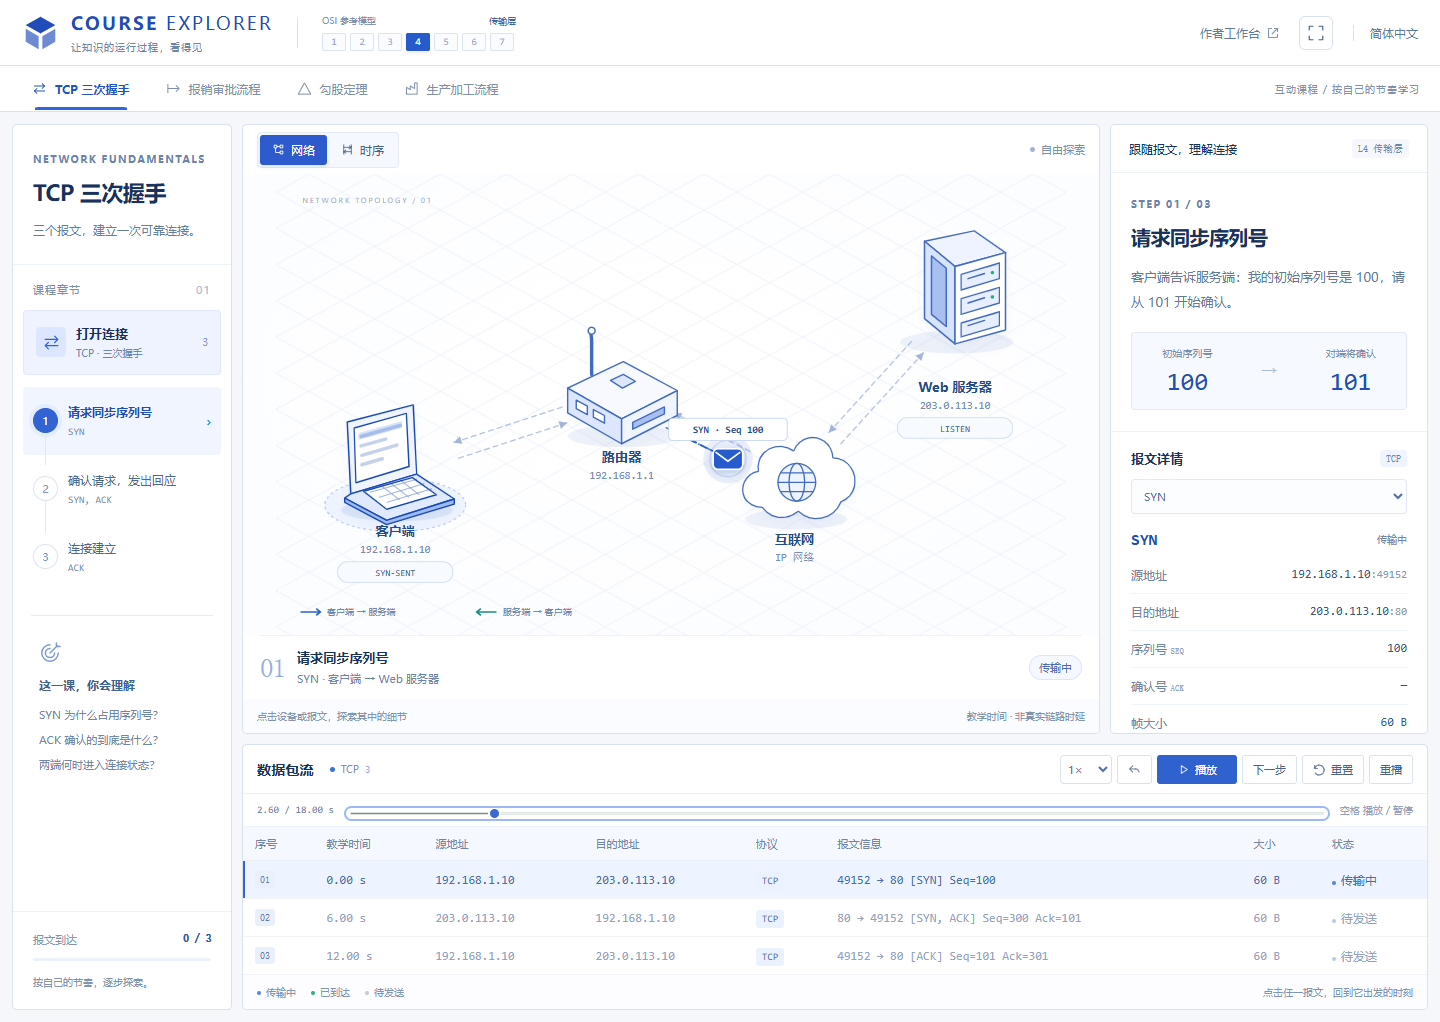 COURSE EXPLORER
让知识的运行过程，看得见
OSI 参考模型
传输层
1 2 3 4 5 6 7
作者工作台
简体中文
TCP 三次握手
报销审批流程
勾股定理
生产加工流程
互动课程 / 按自己的节奏学习
NETWORK FUNDAMENTALS
TCP 三次握手
三个报文，建立一次可靠连接。
课程章节
01
打开连接
TCP · 三次握手
3
1
请求同步序列号
SYN
›
2
确认请求，发出回应
SYN, ACK
3
连接建立
ACK
这一课，你会理解
SYN 为什么占用序列号？
ACK 确认的到底是什么？
两端何时进入连接状态？
报文到达
0 / 3
按自己的节奏，逐步探索。
网络
时序
自由探索
NETWORK TOPOLOGY / 01
Web 服务器
203.0.113.10
LISTEN
SYN · Seq 100
路由器
192.168.1.1
客户端
192.168.1.10
SYN-SENT
互联网
IP 网络
客户端 → 服务端
服务端 → 客户端
01
请求同步序列号
SYN · 客户端 → Web 服务器
传输中
点击设备或报文，探索其中的细节
教学时间 · 非真实链路时延
跟随报文，理解连接
L4 传输层
STEP 01 / 03
请求同步序列号
客户端告诉服务端：我的初始序列号是 100，请
从 101 开始确认。
初始序列号
100
→
对端将确认
101
报文详情
TCP
SYN
SYN
传输中
源地址
192.168.1.10:49152
目的地址
203.0.113.10:80
序列号 SEQ
100
确认号 ACK
—
帧大小
60 B
数据包流
TCP 3
1×
播放
下一步
重置
重播
2.60 / 18.00 s
空格 播放 / 暂停
序号 教学时间 源地址 目的地址 协议 报文信息 大小 状态
01 0.00 s 192.168.1.10 203.0.113.10 TCP 49152 → 80 [SYN] Seq=100 60 B 传输中
02 6.00 s 203.0.113.10 192.168.1.10 TCP 80 → 49152 [SYN, ACK] Seq=300 Ack=101 60 B 待发送
03 12.00 s 192.168.1.10 203.0.113.10 TCP 49152 → 80 [ACK] Seq=101 Ack=301 60 B 待发送
传输中 已到达 待发送
点击任一报文，回到它出发的时刻